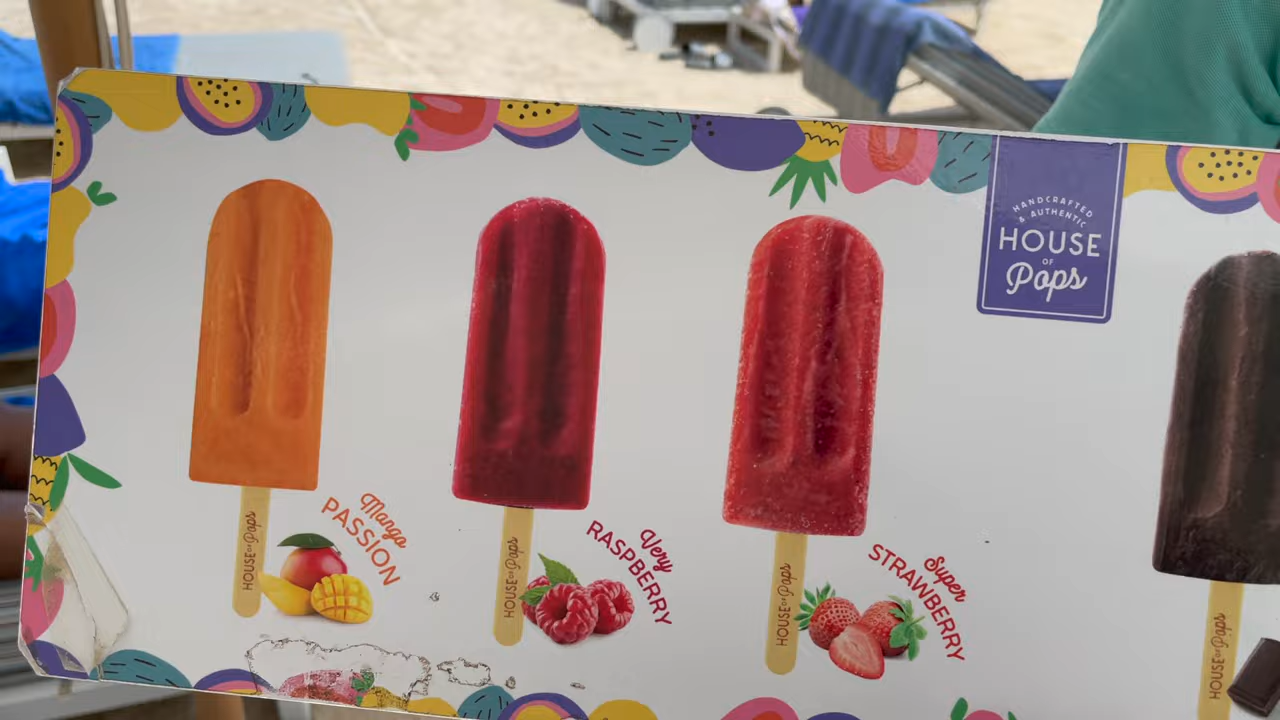 HANDCRAFTED
& AUTHENTIC
HOUSE
OF
Pops
Mango
PASSION
HOUSE OF Pops
Very
RASPBERRY
HOUSE OF Pops
Super
STRAWBERRY
HOUSE OF Pops
HOUSE OF Pops